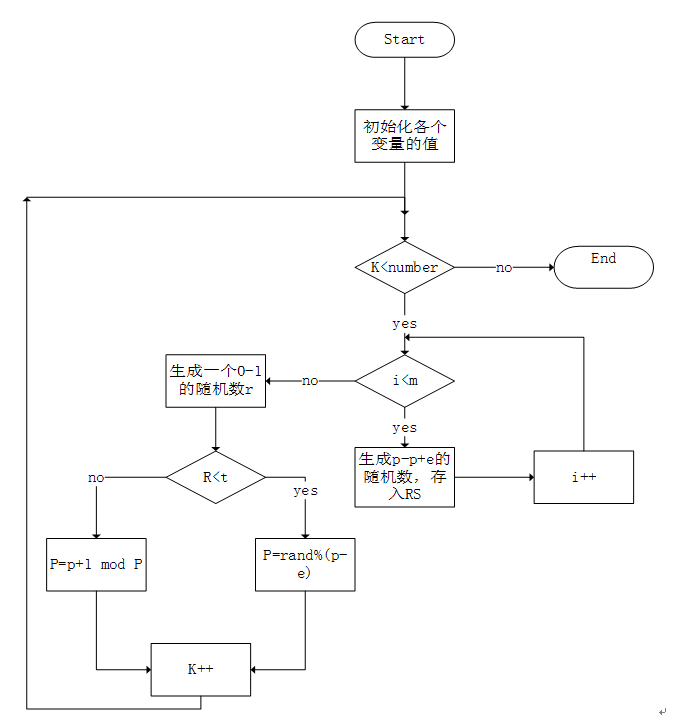 Start
初始化各个
变量的值
K<number
no
End
yes
i<m
no
生成一个0-1
的随机数r
yes
生成p-p+e的
随机数，存
入RS
i++
R<t
no
yes
P=p+1 mod P
P=rand%(p-
e)
K++